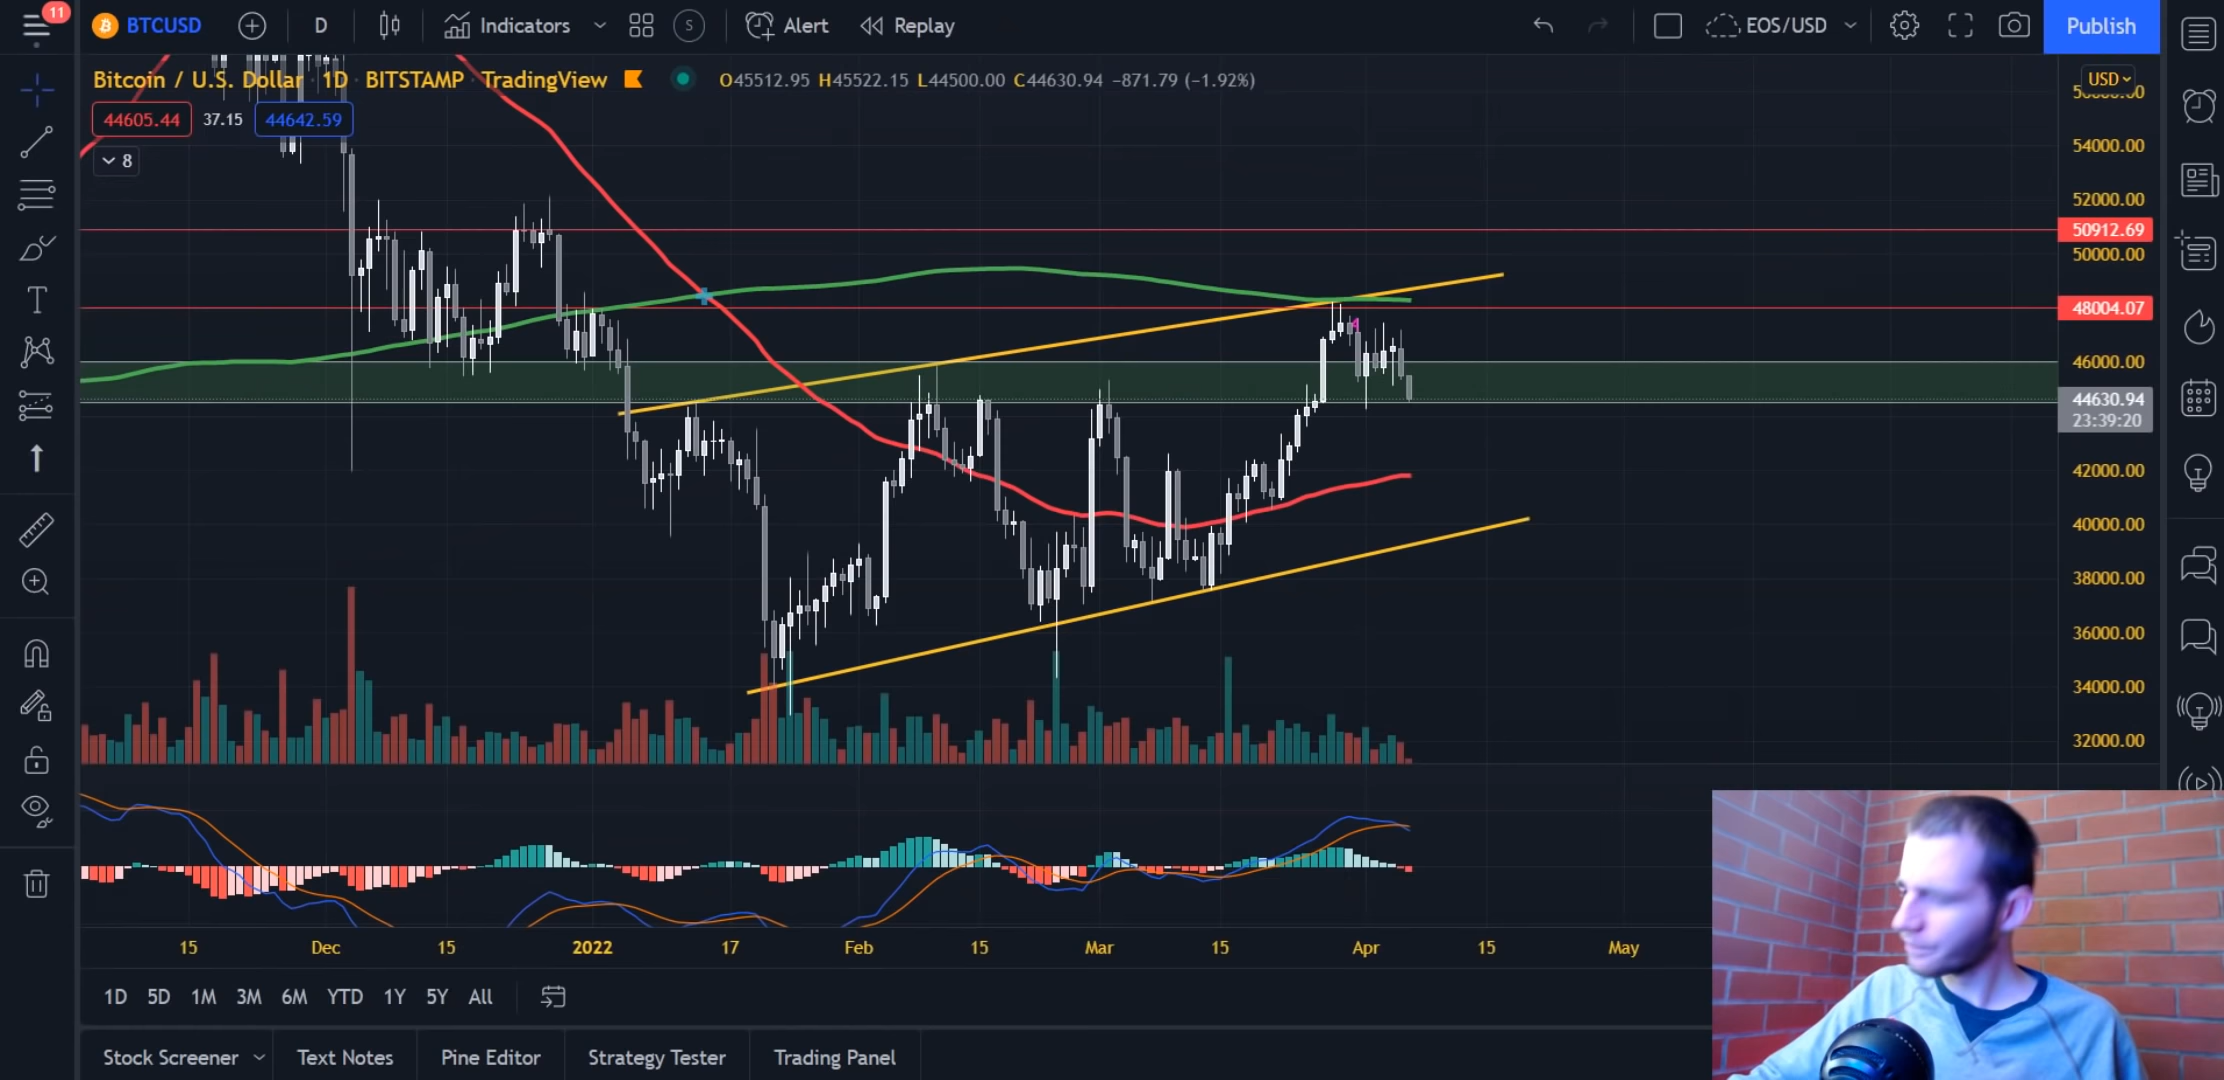 11
BTCUSD D Indicators S Alert Replay EOS/USD Publish
Bitcoin / U.S. Dollar 1D BITSTAMP TradingView O45512.95 H45522.15 L44500.00 C44630.94 −871.79 (−1.92%)
USD
44605.44 37.15 44642.59
8
54000.00
52000.00
50912.69
50000.00
48004.07
4
46000.00
44630.94
23:39:20
42000.00
40000.00
38000.00
36000.00
34000.00
32000.00
15 Dec 15 2022 17 Feb 15 Mar 15 Apr 15 May
1D 5D 1M 3M 6M YTD 1Y 5Y All
Stock Screener Text Notes Pine Editor Strategy Tester Trading Panel